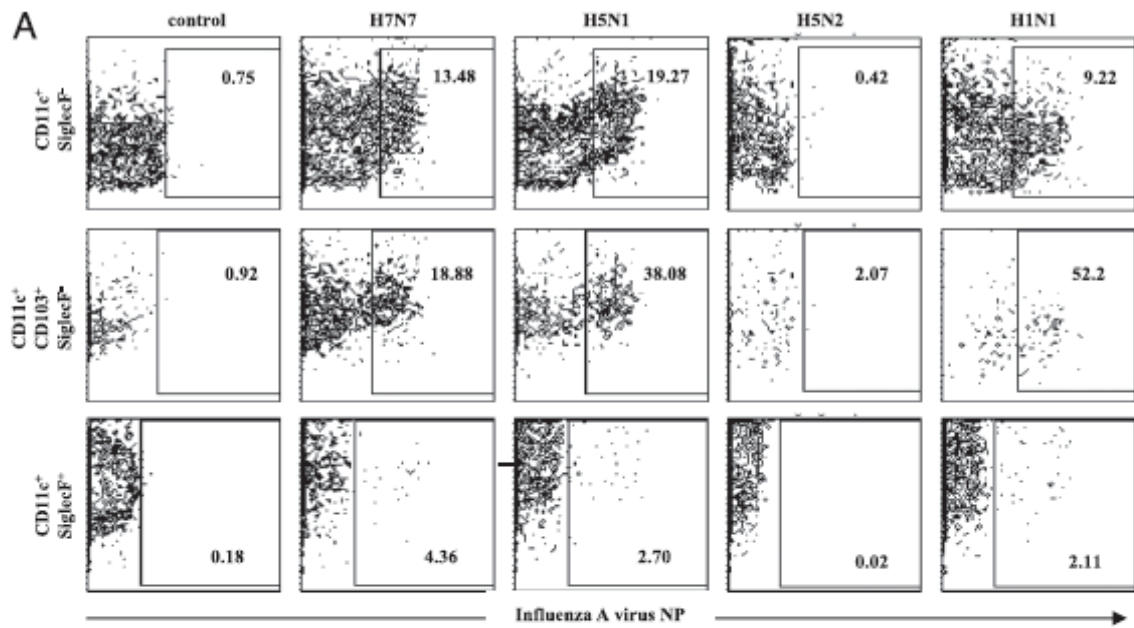 A
control H7N7 H5N1 H5N2 H1N1
CD11c⁺
SiglecF⁻
0.75 13.48 19.27 0.42 9.22
CD11c⁺
CD103⁺
SiglecF⁻
0.92 18.88 38.08 2.07 52.2
CD11c⁺
SiglecF⁺
0.18 4.36 2.70 0.02 2.11
Influenza A virus NP